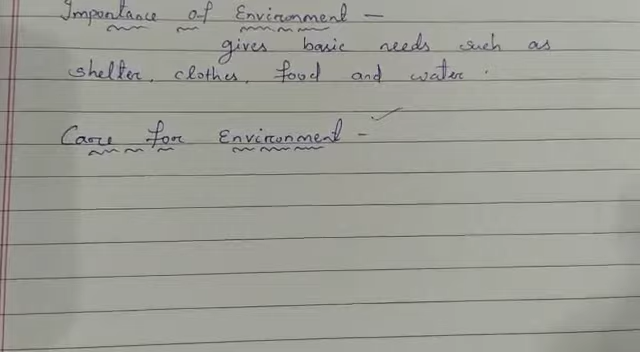 Importance of Environment -
gives basic needs such as
shelter, clothes, food and water.
Care for Environment -